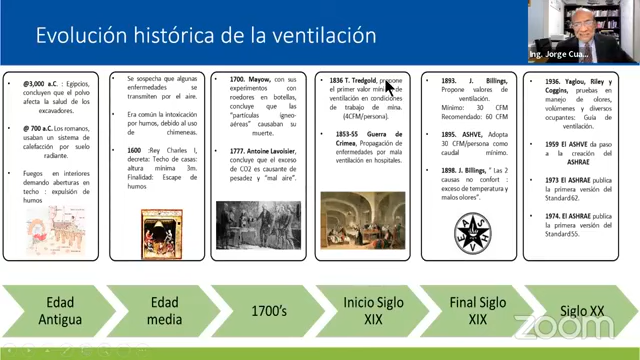 Evolución histórica de la ventilación
Ing. Jorge Cua...
@3,000 a.C. : Egipcios,
concluyen que el polvo
afecta la salud de los
excavadores.
@ 700 a.C. Los romanos,
usaban un sistema de
calefacción por suelo
radiante.
Fuegos en interiores
demando aberturas en
techo : expulsión de
humos
Se sospecha que algunas
enfermedades se
transmiten por el aire.
Era común la intoxicación
por humos, debido al uso
de chimeneas.
1600 :Rey Charles I,
decreta: Techo de casas:
altura mínima 3m.
Finalidad: Escape de
humos
1700. Mayow, con sus
experimentos con
roedores en botellas,
concluye que las
"partículas igneo-
aéreas" causaban su
muerte.
1777. Antoine Lavoisier,
concluye que el exceso
de CO2 es causante de
pesadez y "mal aire".
1836 T. Tredgold, propone
el primer valor
ventilación en condiciones
de trabajo de mina.
(4CFM/persona).
1853-55 Guerra de
Crimea, Propagación de
enfermedades por mala
ventilación en hospitales.
1893. J. Billings,
Propone valores de
ventilación.
Mínimo: 30 CFM
Recomendado: 60 CFM
1895. ASHVE, Adopta
30 CFM/persona como
caudal mínimo.
1898. J. Billings, " Las 2
causas no confort :
exceso de temperatura y
malos olores".
1936. Yaglou, Riley y
Coggins, pruebas en
manejo de olores,
volúmenes y diversos
ocupantes: Guía de
ventilación.
1959 El ASHVE da paso
a la creación del
ASHRAE
1973 El ASHRAE publica
la primera versión del
Standard62.
1974. El ASHRAE publica
la primera versión del
Standard55.
Edad
Antigua
Edad
media
1700's
Inicio Siglo
XIX
Final Siglo
XIX
Siglo XX
zoom